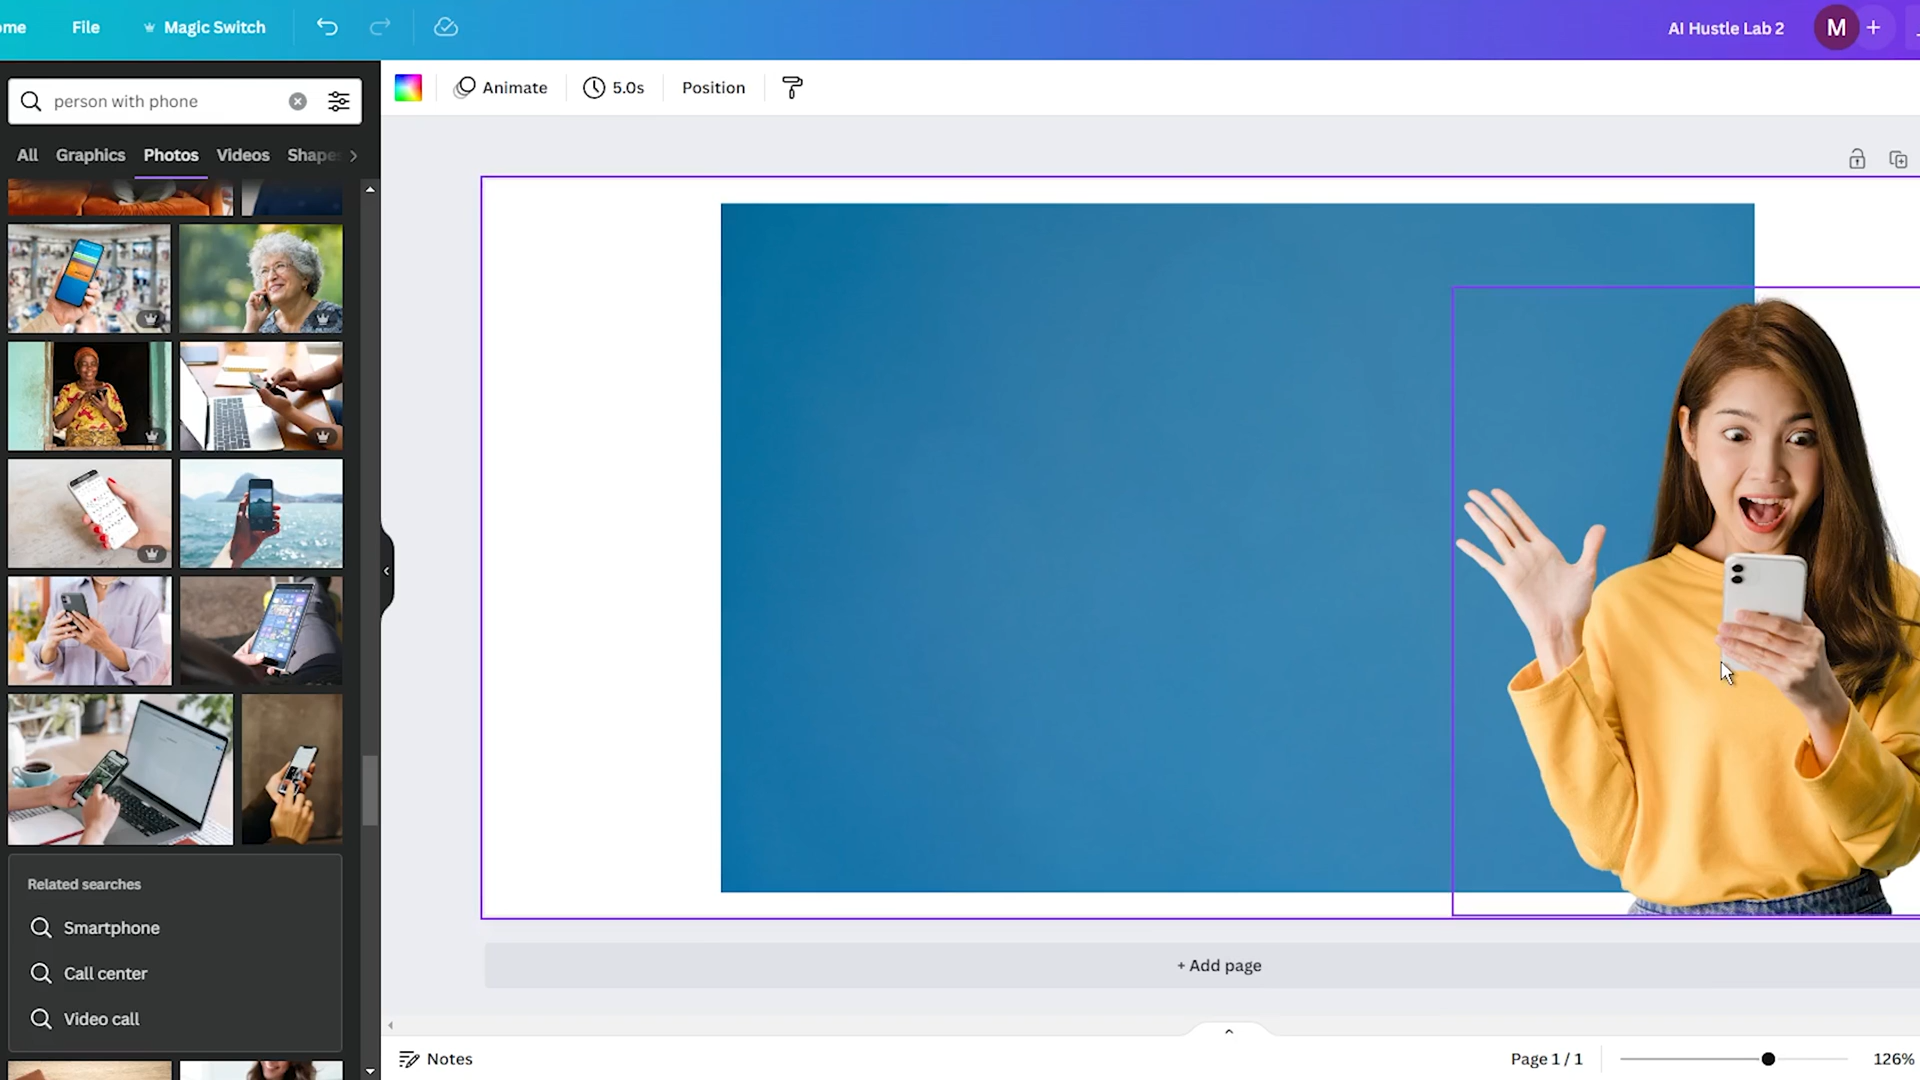 ome File Magic Switch AI Hustle Lab 2 M +
person with phone
Animate 5.0s Position
All Graphics Photos Videos Shape
Related searches
Smartphone
Call center
Video call
+ Add page
Notes Page 1 / 1 126%